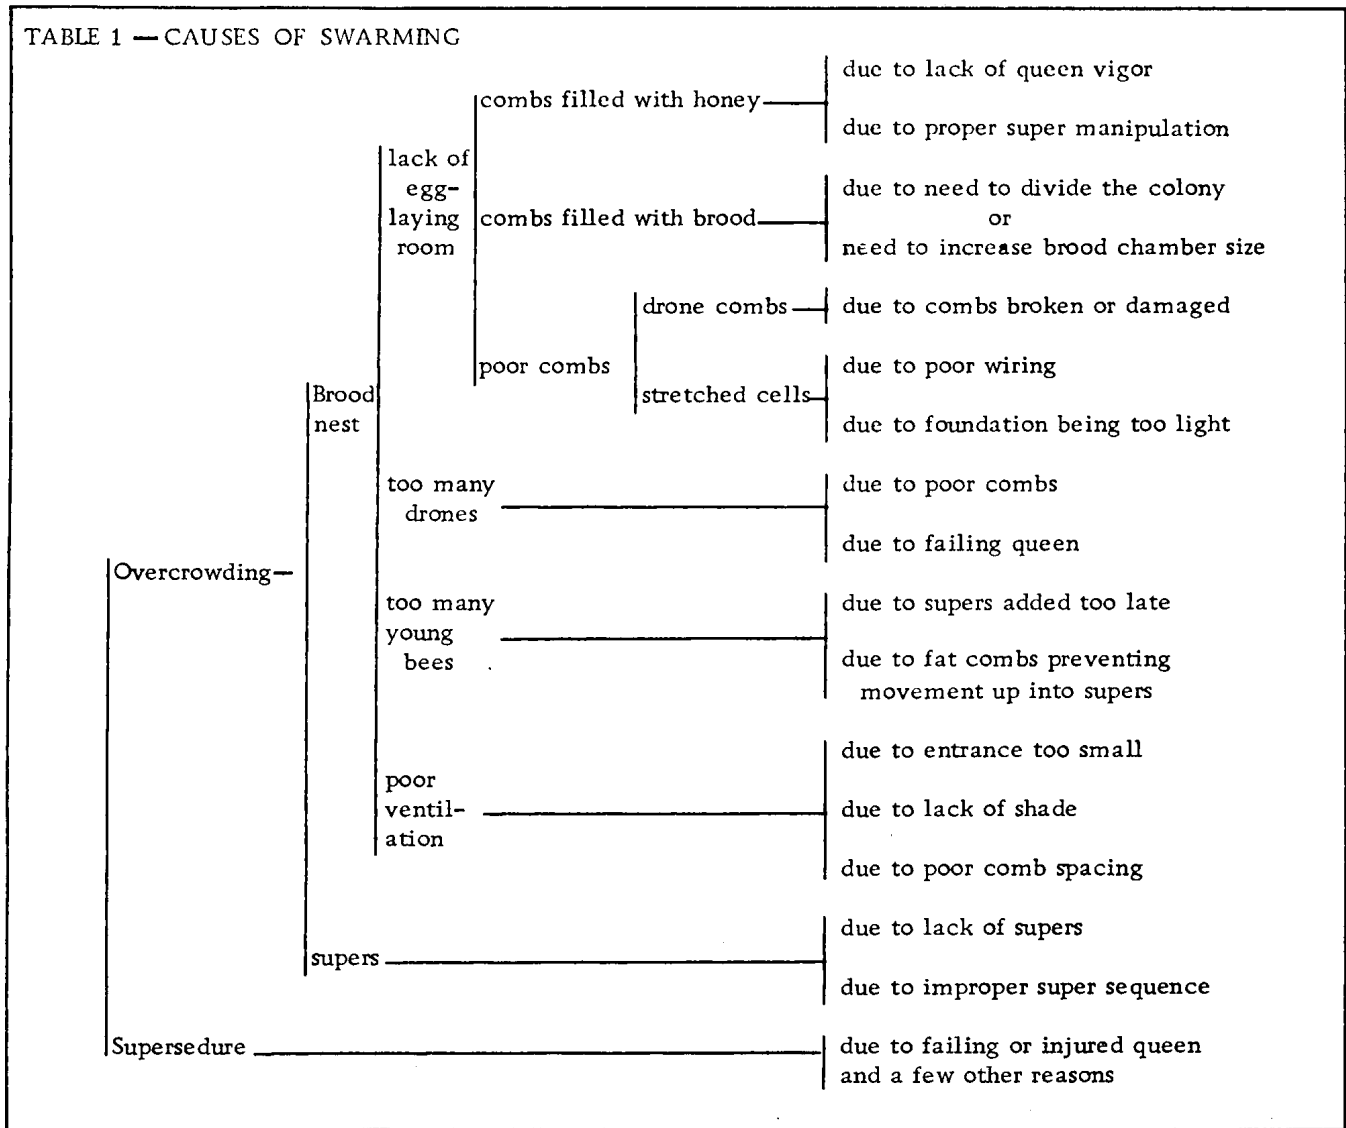 TABLE 1 — CAUSES OF SWARMING
due to lack of queen vigor
combs filled with honey
due to proper super manipulation
lack of
egg-
laying
room
due to need to divide the colony
combs filled with brood
or
need to increase brood chamber size
drone combs
due to combs broken or damaged
poor combs
due to poor wiring
stretched cells
due to foundation being too light
Brood
nest
too many
drones
due to poor combs
due to failing queen
Overcrowding—
too many
young
bees
due to supers added too late
due to fat combs preventing
movement up into supers
poor
ventil-
ation
due to entrance too small
due to lack of shade
due to poor comb spacing
supers
due to lack of supers
due to improper super sequence
Supersedure
due to failing or injured queen
and a few other reasons